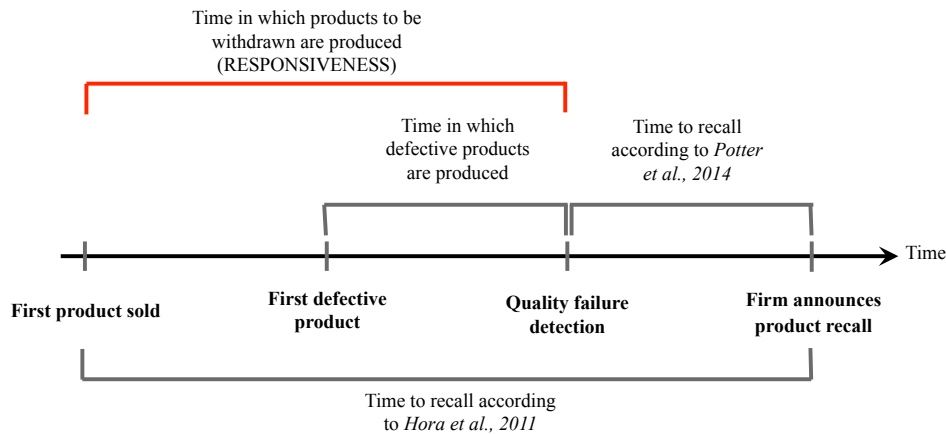 Time in which products to be
withdrawn are produced
(RESPONSIVENESS)
Time in which
defective products
are produced
Time to recall
according to Potter
et al., 2014
Time
First product sold
First defective
product
Quality failure
detection
Firm announces
product recall
Time to recall according
to Hora et al., 2011